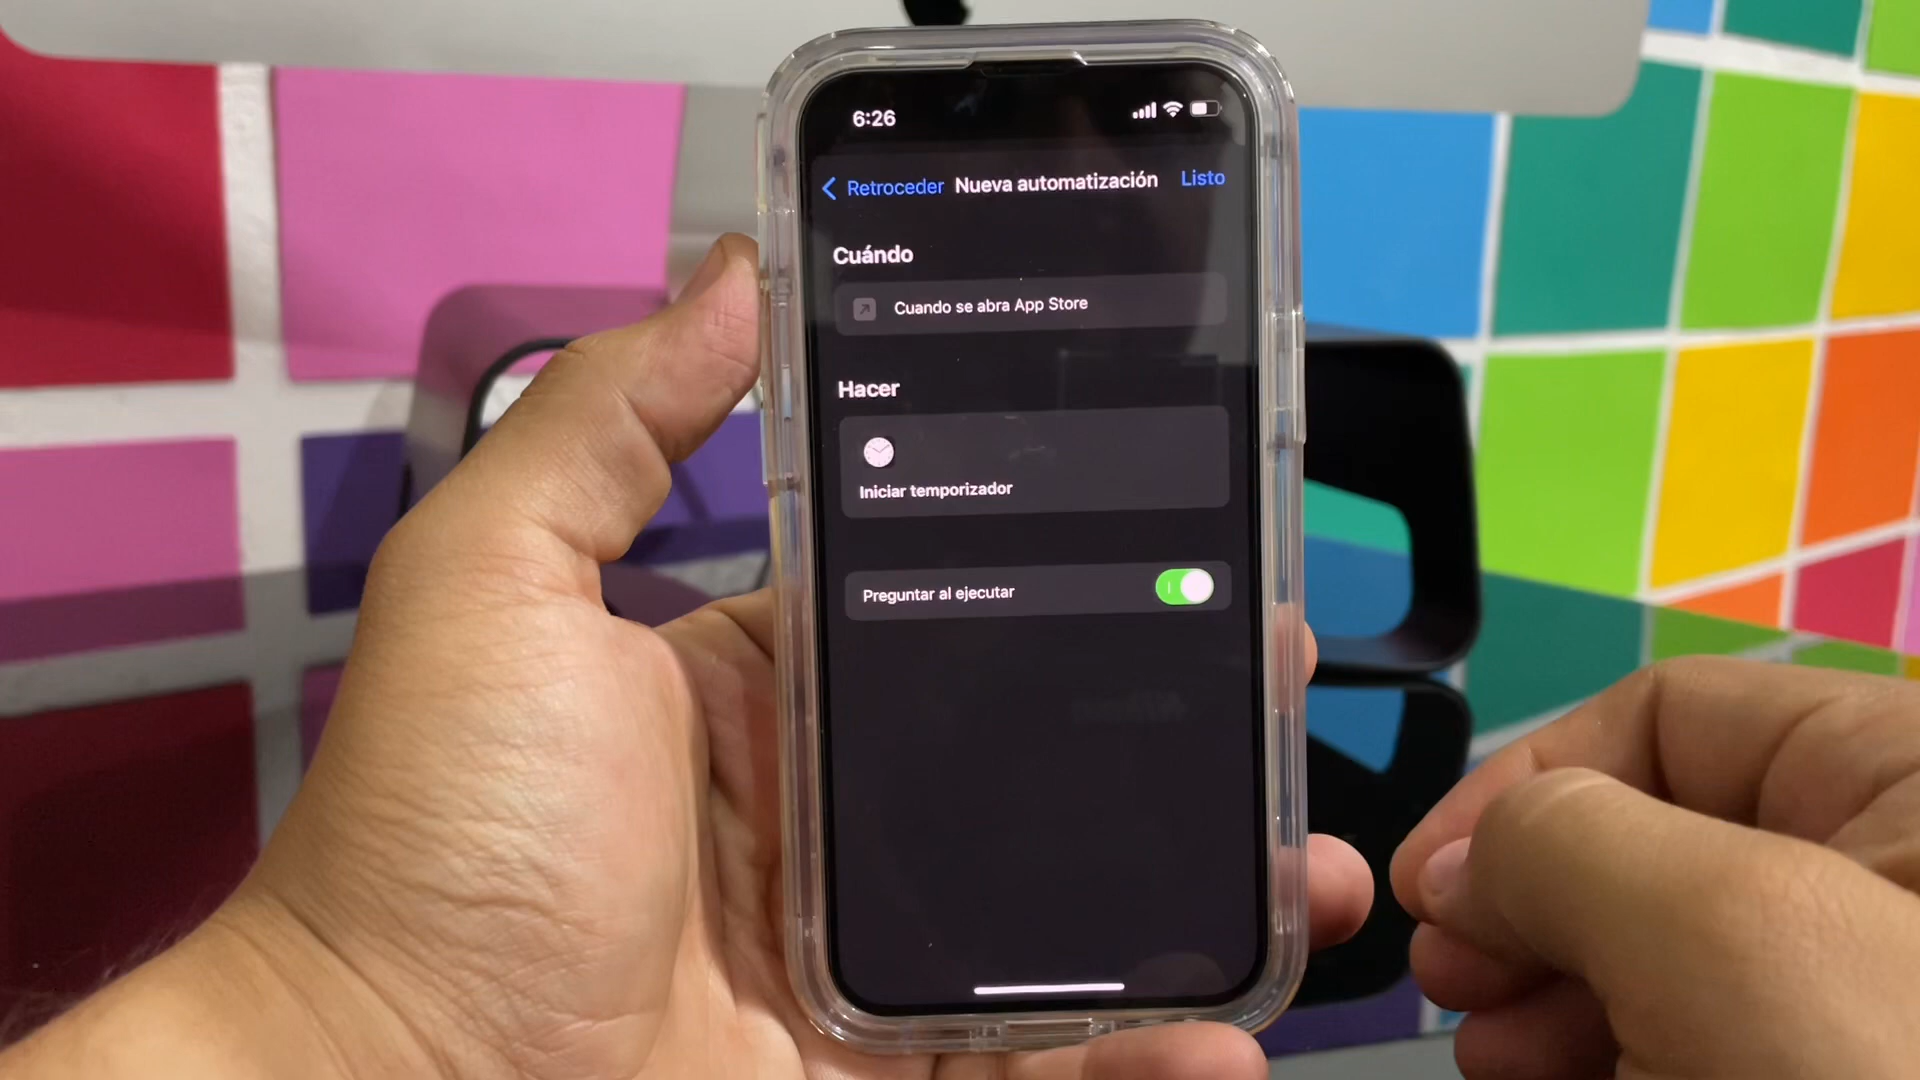 6:26
Retroceder Nueva automatización Listo
Cuándo
Cuando se abra App Store
Hacer
Iniciar temporizador
Preguntar al ejecutar